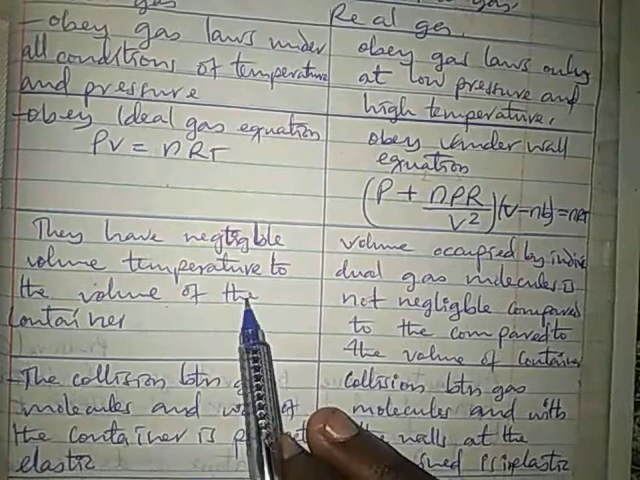 gas
gas,
Real gas,
- obey gas laws under
all conditions of temperature
and pressure
obey gas laws only
at low pressure and
high temperature,
- obey Ideal gas equation
PV = nRT
obey Vander wall
equation
(P + nPR/V²)(V-nb)=nRT
They have negligible
volume temperature to
the volume of the
container
volume occupied by indivi
dual gas molecules is
not negligible compared
to the compared to
the volume of container
- The collision btn
molecules and of
the container is
elastic
Collision btn gas
molecules and with
the walls at the
is inelastic